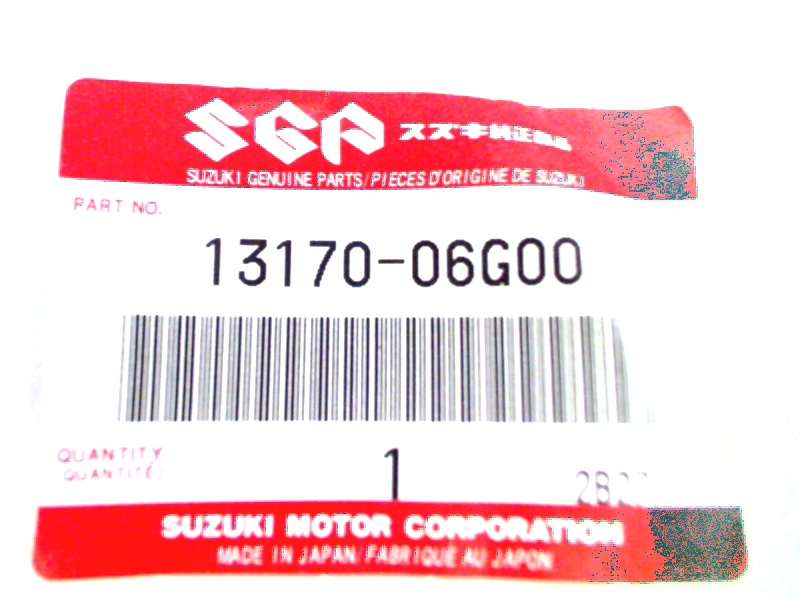 SGP スズキ純正部品
SUZUKI GENUINE PARTS/PIECES D'ORIGINE DE SUZUKI
PART NO.
13170-06G00
QUANTITY
QUANTITÉ
1
SUZUKI MOTOR CORPORATION
MADE IN JAPAN/FABRIQUE AU JAPON